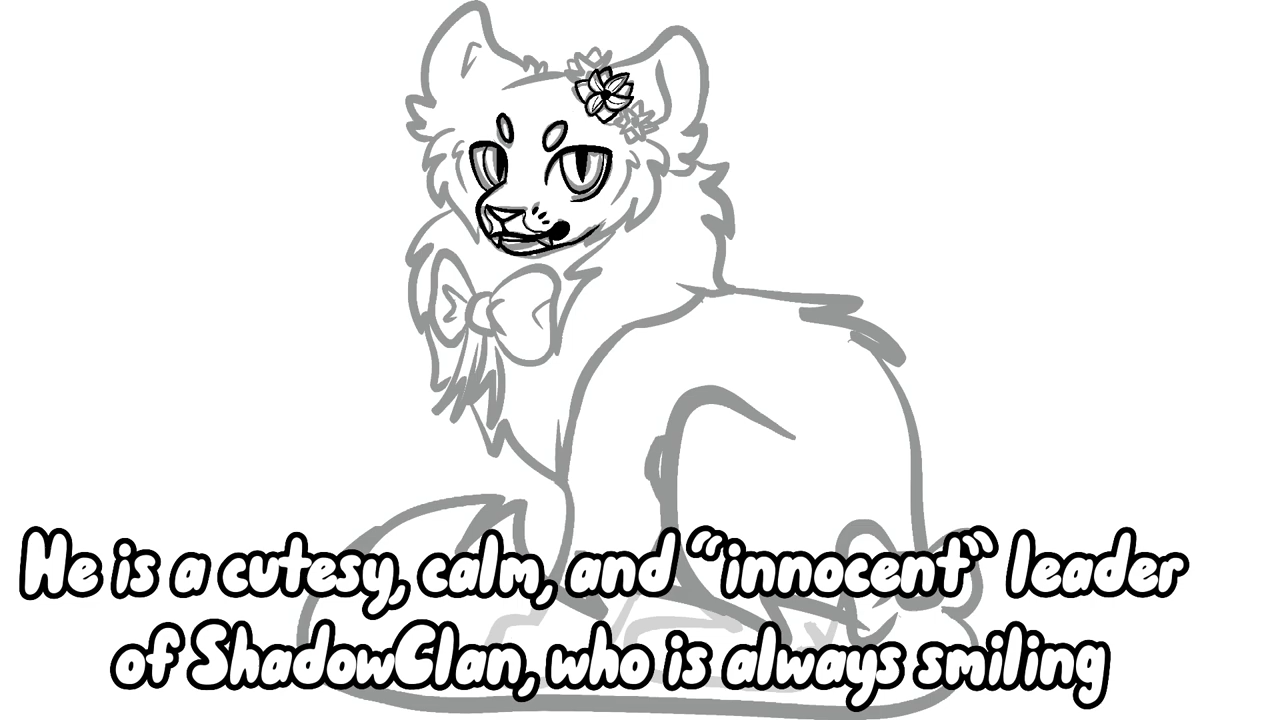 He is a cutesy, calm, and “innocent” leader
of ShadowClan, who is always smiling